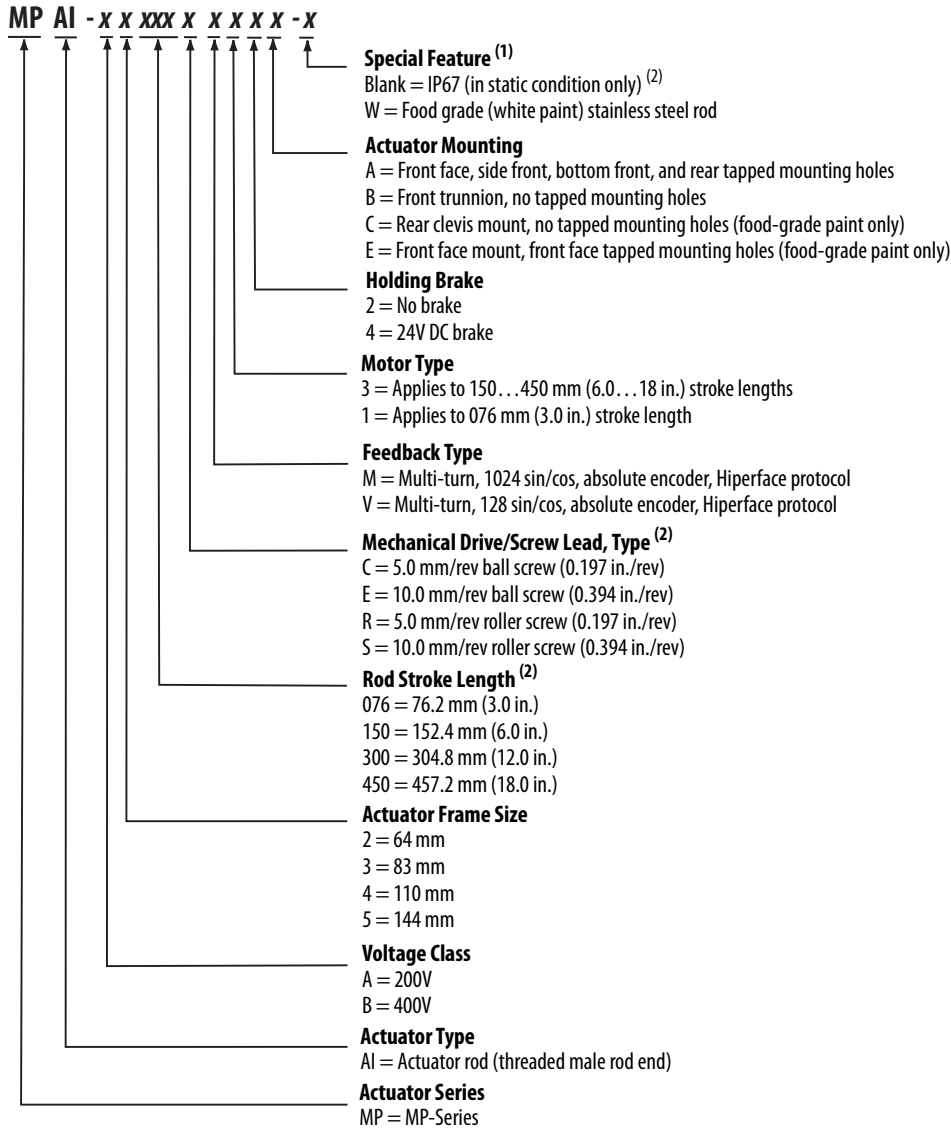 MP AI - x x xxx x x x x x - x
Special Feature (1)
Blank = IP67 (in static condition only) (2)
W = Food grade (white paint) stainless steel rod
Actuator Mounting
A = Front face, side front, bottom front, and rear tapped mounting holes
B = Front trunnion, no tapped mounting holes
C = Rear clevis mount, no tapped mounting holes (food-grade paint only)
E = Front face mount, front face tapped mounting holes (food-grade paint only)
Holding Brake
2 = No brake
4 = 24V DC brake
Motor Type
3 = Applies to 150...450 mm (6.0...18 in.) stroke lengths
1 = Applies to 076 mm (3.0 in.) stroke length
Feedback Type
M = Multi-turn, 1024 sin/cos, absolute encoder, Hiperface protocol
V = Multi-turn, 128 sin/cos, absolute encoder, Hiperface protocol
Mechanical Drive/Screw Lead, Type (2)
C = 5.0 mm/rev ball screw (0.197 in./rev)
E = 10.0 mm/rev ball screw (0.394 in./rev)
R = 5.0 mm/rev roller screw (0.197 in./rev)
S = 10.0 mm/rev roller screw (0.394 in./rev)
Rod Stroke Length (2)
076 = 76.2 mm (3.0 in.)
150 = 152.4 mm (6.0 in.)
300 = 304.8 mm (12.0 in.)
450 = 457.2 mm (18.0 in.)
Actuator Frame Size
2 = 64 mm
3 = 83 mm
4 = 110 mm
5 = 144 mm
Voltage Class
A = 200V
B = 400V
Actuator Type
AI = Actuator rod (threaded male rod end)
Actuator Series
MP = MP-Series